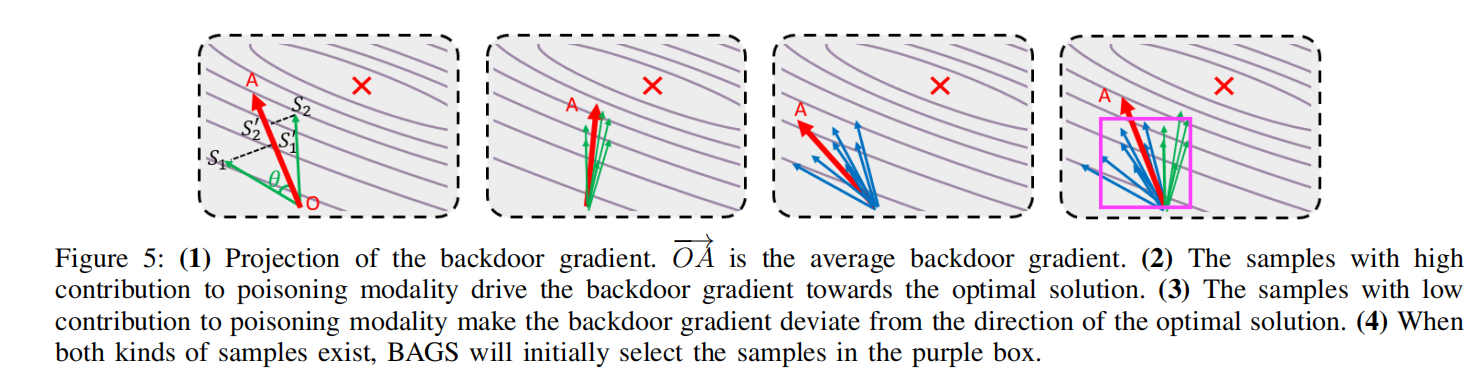 A
S₂
S₂′
S₁′
S₁
θ
O
A
A
A
Figure 5: (1) Projection of the backdoor gradient. $\overrightarrow{OA}$ is the average backdoor gradient. (2) The samples with high
contribution to poisoning modality drive the backdoor gradient towards the optimal solution. (3) The samples with low
contribution to poisoning modality make the backdoor gradient deviate from the direction of the optimal solution. (4) When
both kinds of samples exist, BAGS will initially select the samples in the purple box.